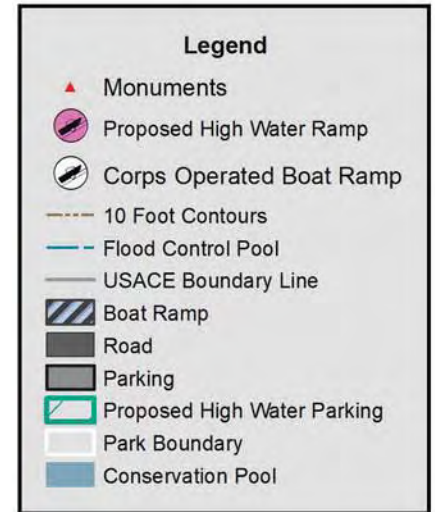 Legend
Monuments
Proposed High Water Ramp
Corps Operated Boat Ramp
10 Foot Contours
Flood Control Pool
USACE Boundary Line
Boat Ramp
Road
Parking
Proposed High Water Parking
Park Boundary
Conservation Pool